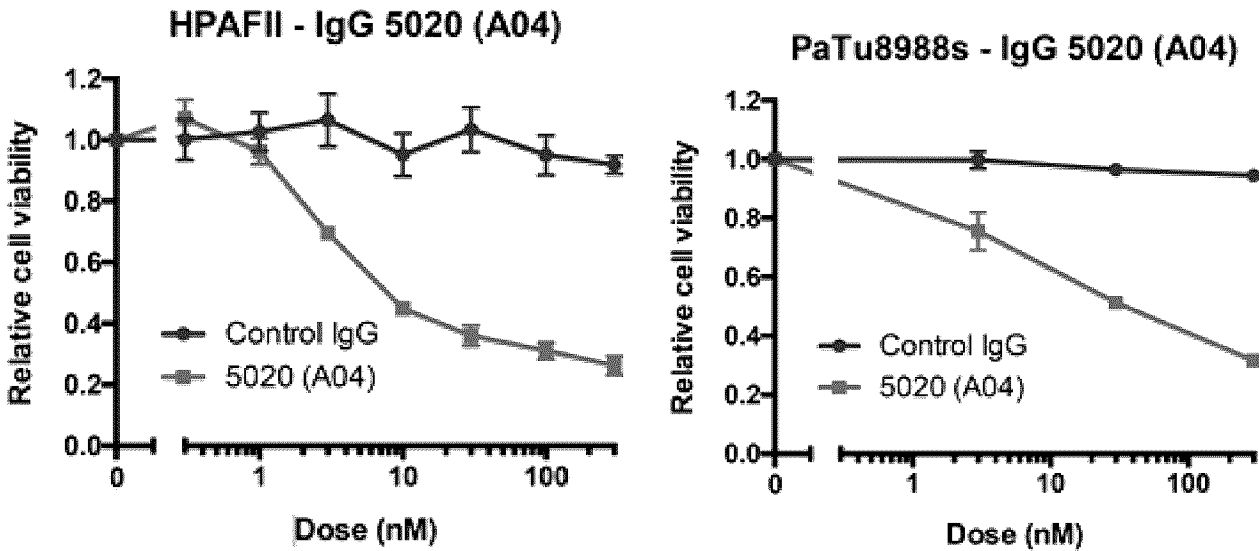 HPAFII - IgG 5020 (A04)
Relative cell viability
1.2
1.0
0.8
0.6
0.4
0.2
0.0
Control IgG
5020 (A04)
0
1
10
100
Dose (nM)
PaTu8988s - IgG 5020 (A04)
Relative cell viability
1.2
1.0
0.8
0.6
0.4
0.2
0.0
Control IgG
5020 (A04)
0
1
10
100
Dose (nM)